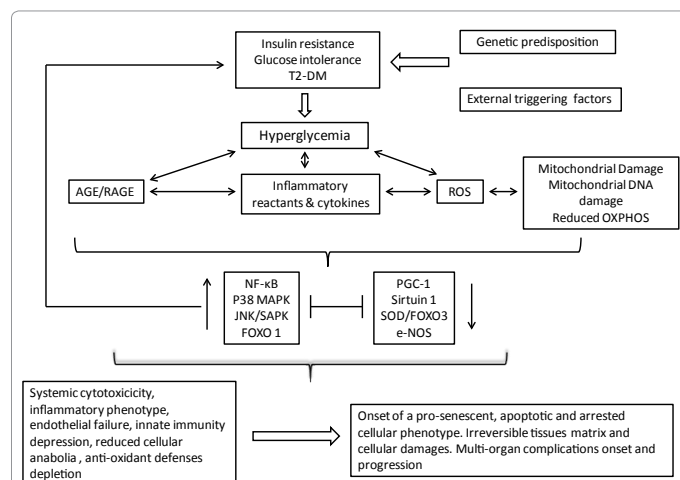 Insulin resistance
Glucose intolerance
T2-DM
Genetic predisposition
External triggering factors
Hyperglycemia
AGE/RAGE
Inflammatory
reactants & cytokines
ROS
Mitochondrial Damage
Mitochondrial DNA
damage
Reduced OXPHOS
NF-κB
P38 MAPK
JNK/SAPK
FOXO 1
PGC-1
Sirtuin 1
SOD/FOXO3
e-NOS
Systemic cytotoxicity,
inflammatory phenotype,
endothelial failure, innate immunity
depression, reduced cellular
anabolia , anti-oxidant defenses
depletion
Onset of a pro-senescent, apoptotic and arrested
cellular phenotype. Irreversible tissues matrix and
cellular damages. Multi-organ complications onset and
progression